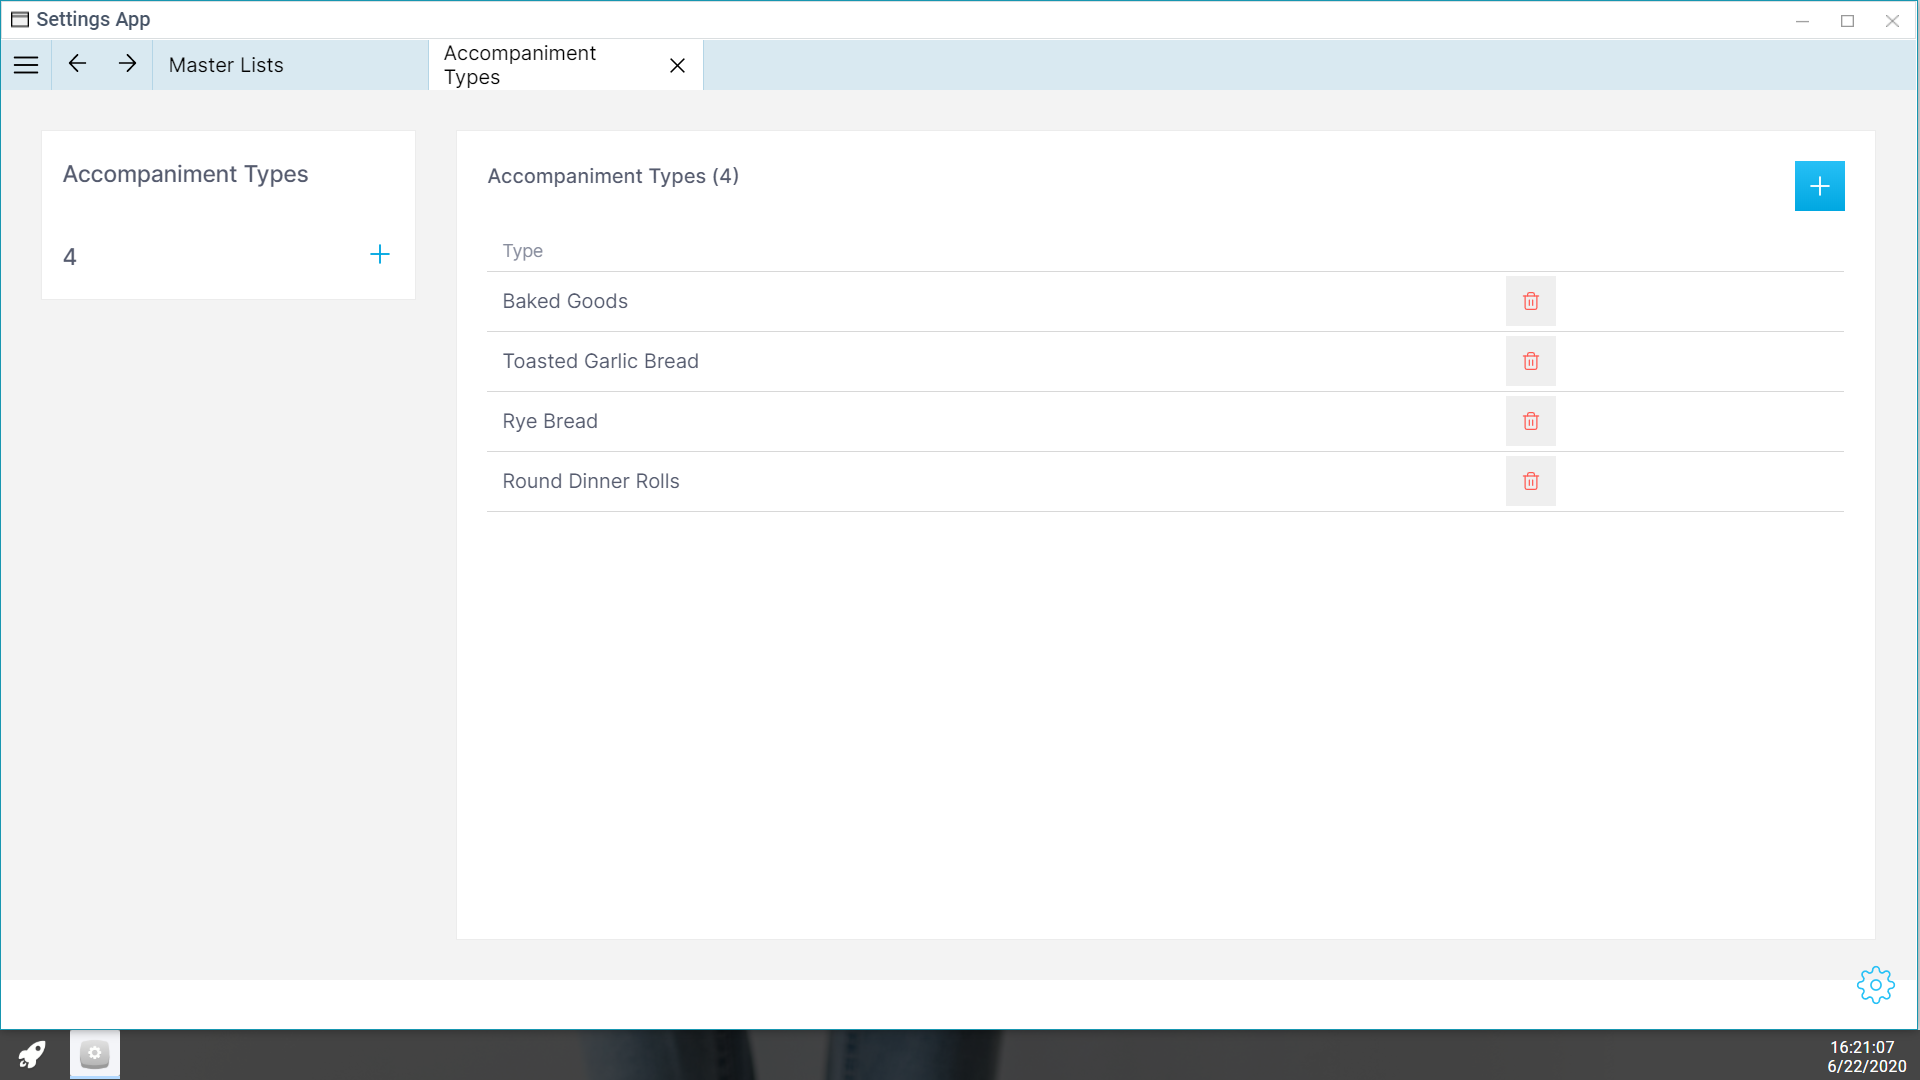 Settings App
Master Lists
Accompaniment
Types
Accompaniment Types
4
Accompaniment Types (4)
Type
Baked Goods
Toasted Garlic Bread
Rye Bread
Round Dinner Rolls
16:21:07
6/22/2020